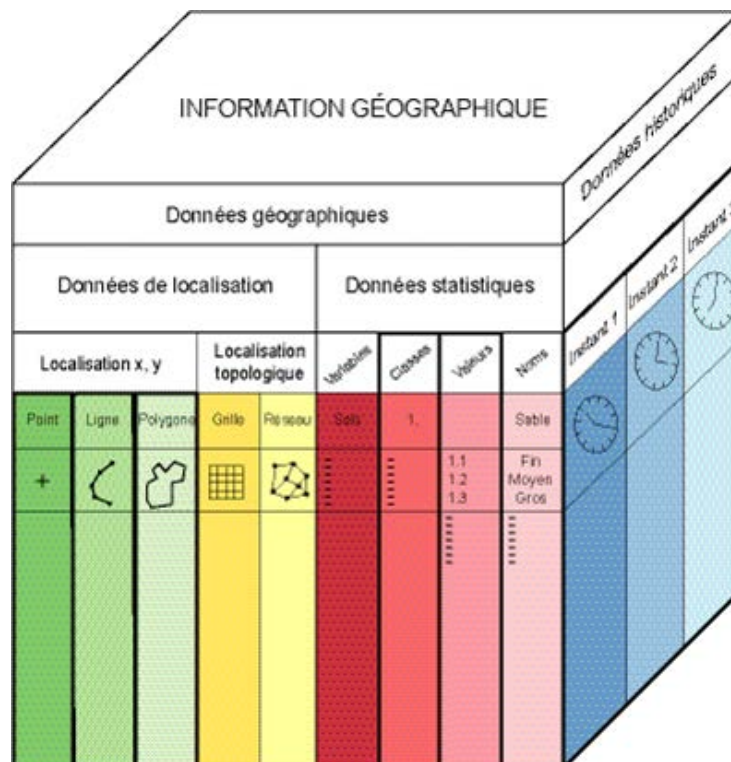 INFORMATION GÉOGRAPHIQUE
Données historiques
Données géographiques
Données de localisation
Données statistiques
Instant 1
Instant 2
Instant
Localisation x, y
Localisation
topologique
Variables
Classes
Valeurs
Noms
Point
Ligne
Polygone
Grille
Réseau
Sols
1.
Sable
1.1
1.2
1.3
Fin
Moyen
Gros